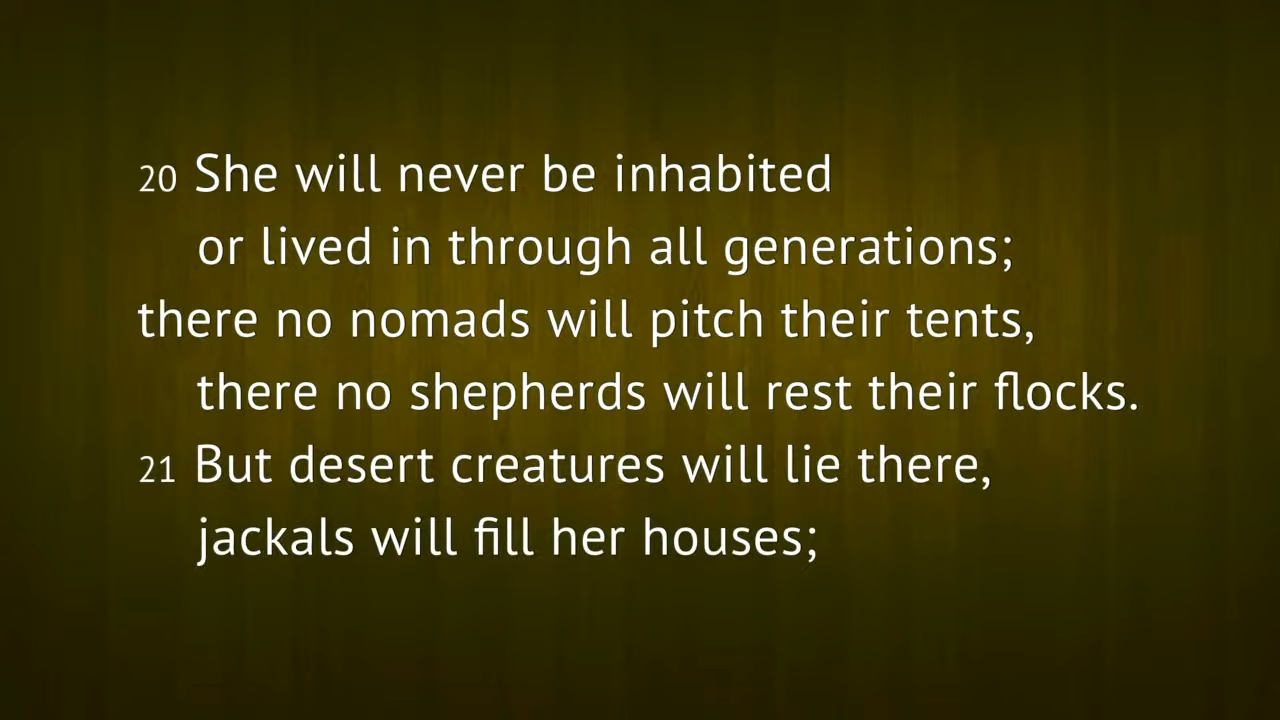 20 She will never be inhabited
or lived in through all generations;
there no nomads will pitch their tents,
there no shepherds will rest their flocks.
21 But desert creatures will lie there,
jackals will fill her houses;